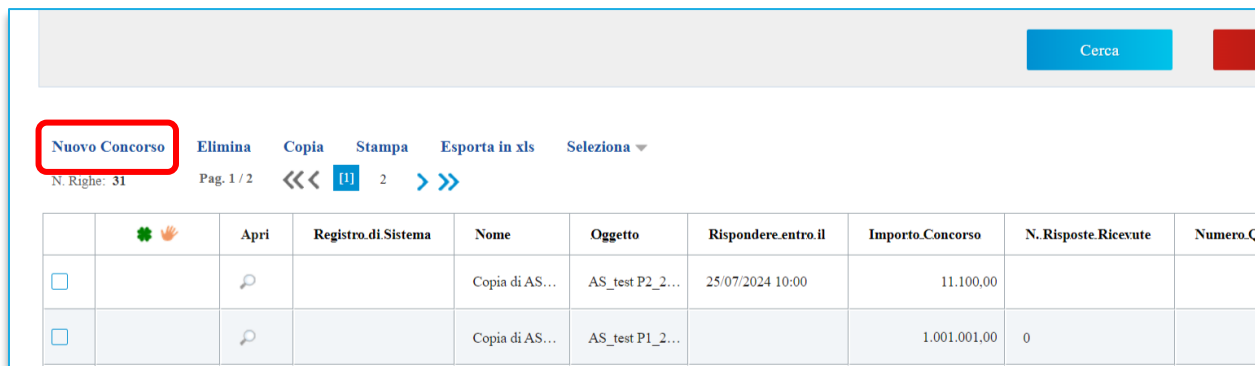 Cerca
Nuovo Concorso Elimina Copia Stampa Esporta in xls Seleziona
N. Righe: 31 Pag. 1 / 2 [1] 2
Apri Registro di Sistema Nome Oggetto Rispondere entro il Importo Concorso N. Risposte Ricevute Numero
Copia di AS... AS_test P2_2... 25/07/2024 10:00 11.100,00
Copia di AS... AS_test P1_2... 1.001.001,00 0